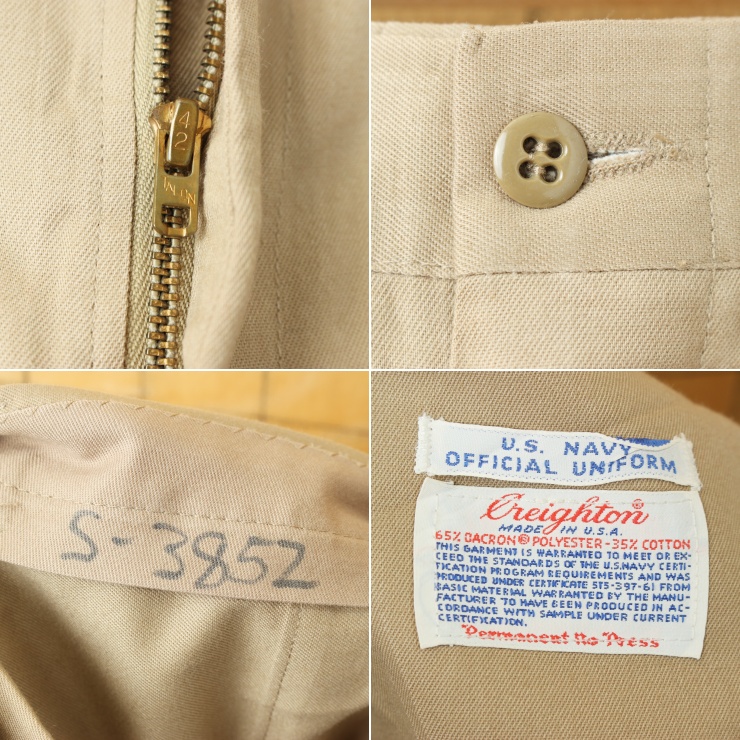 42
S-3852
U.S. NAVY
OFFICIAL UNIFORM
Creighton®
MADE IN U.S.A.
65% DACRON® POLYESTER-35% COTTON
THIS GARMENT IS WARRANTED TO MEET OR EX-
CEED THE STANDARDS OF THE U.S. NAVY CERTI-
FICATION PROGRAM REQUIREMENTS AND WAS
PRODUCED UNDER CERTIFICATE 515-397-61 FROM
BASIC MATERIAL WARRANTED BY THE MANU-
FACTURER TO HAVE BEEN PRODUCED IN AC-
CORDANCE WITH SAMPLE UNDER CURRENT
CERTIFICATION.
Permanent No Press